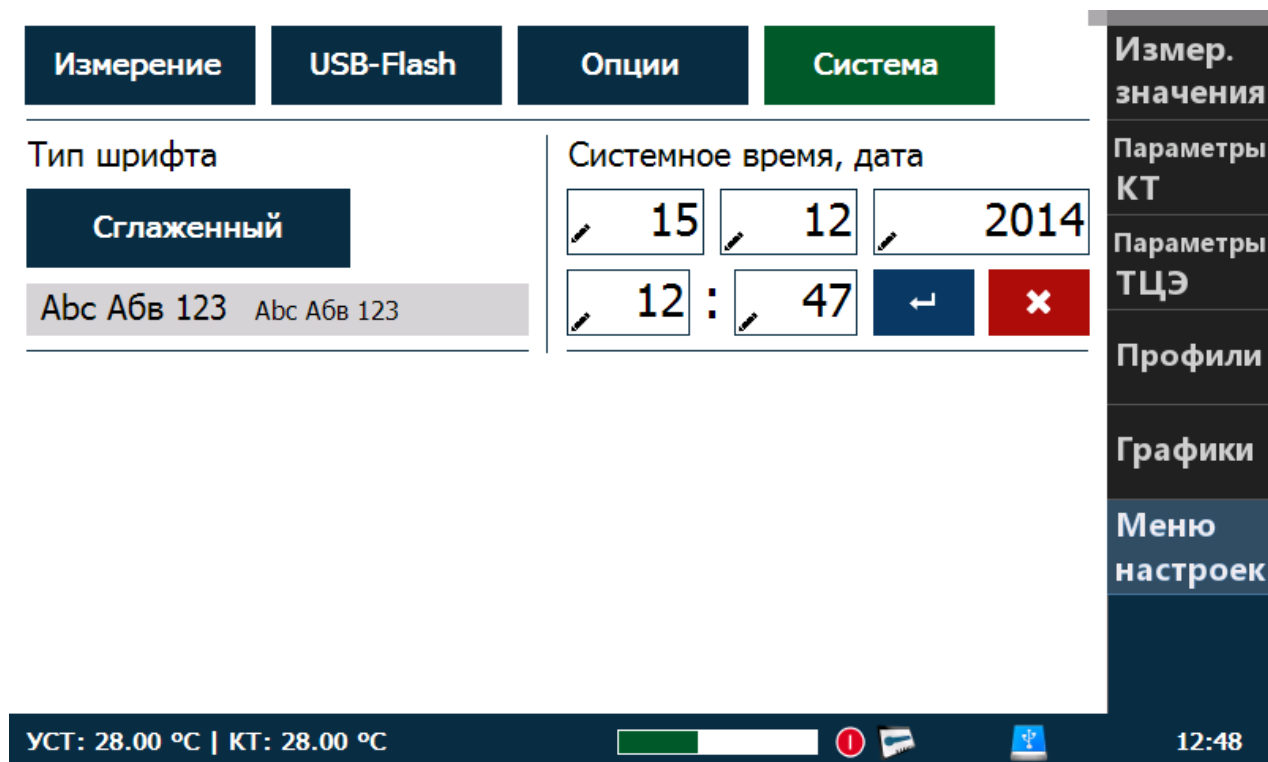 Измерение
USB-Flash
Опции
Система
Тип шрифта
Сглаженный
Abc Абв 123 Abc Абв 123
Системное время, дата
15 12 2014
12 : 47
Измер.
значения
Параметры
КТ
Параметры
ТЦЭ
Профили
Графики
Меню
настроек
УСТ: 28.00 ºC | КТ: 28.00 ºC
12:48